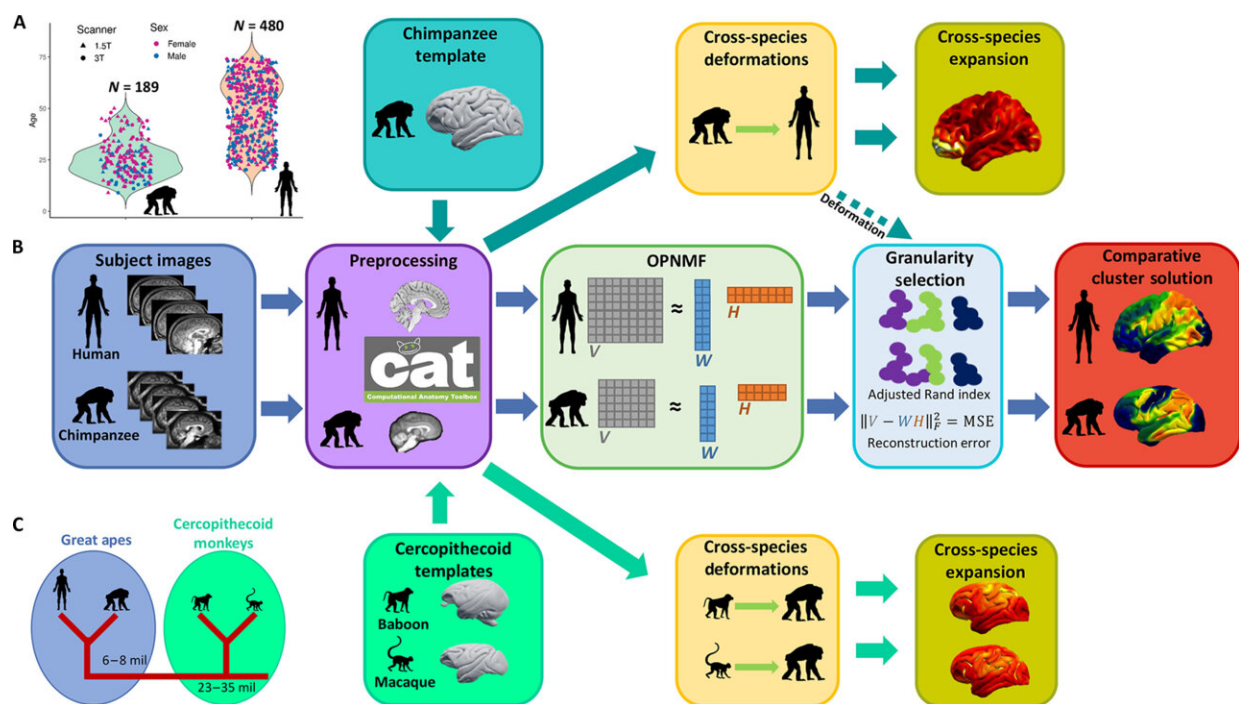 A
Scanner
Sex
1.5T
3T
Female
Male
N = 480
N = 189
Age
75
50
25
0
Chimpanzee
template
Cross-species
deformations
Cross-species
expansion
Deformation
B
Subject images
Human
Chimpanzee
Preprocessing
cat
Computational Anatomy Toolbox
OPNMF
V
≈
W
H
V
≈
W
H
Granularity
selection
Adjusted Rand index
‖V − WH‖²F = MSE
Reconstruction error
Comparative
cluster solution
C
Great apes
Cercopithecoid
monkeys
6–8 mil
23–35 mil
Cercopithecoid
templates
Baboon
Macaque
Cross-species
deformations
Cross-species
expansion